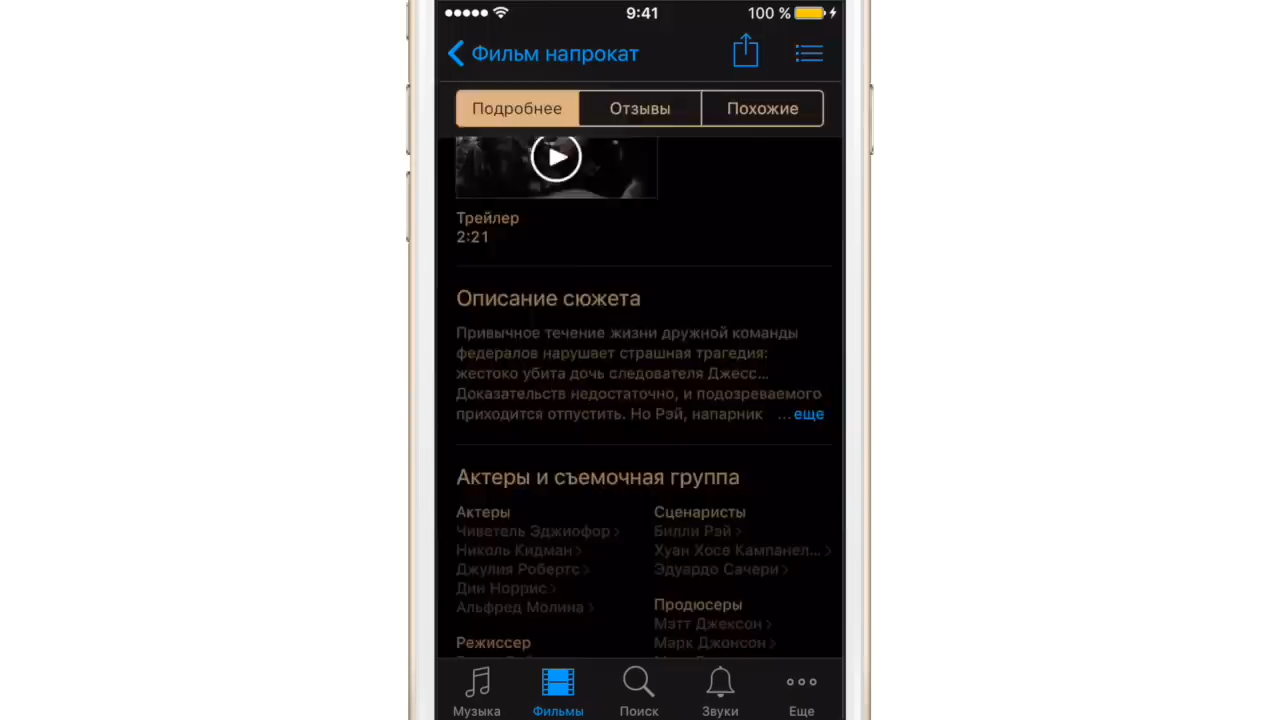 9:41
100 %
Фильм напрокат
Подробнее
Отзывы
Похожие
Трейлер
2:21
Описание сюжета
Привычное течение жизни дружной команды
федералов нарушает страшная трагедия:
жестоко убита дочь следователя Джесс...
Доказательств недостаточно, и подозреваемого
приходится отпустить. Но Рэй, напарник ... еще
Актеры и съемочная группа
Актеры
Чиветель Эджиофор
Николь Кидман
Джулия Робертс
Дин Норрис
Альфред Молина
Режиссер
Сценаристы
Билли Рэй
Хуан Хосе Кампанел...
Эдуардо Сачери
Продюсеры
Мэтт Джексон
Марк Джонсон
Музыка
Фильмы
Поиск
Звуки
Еще